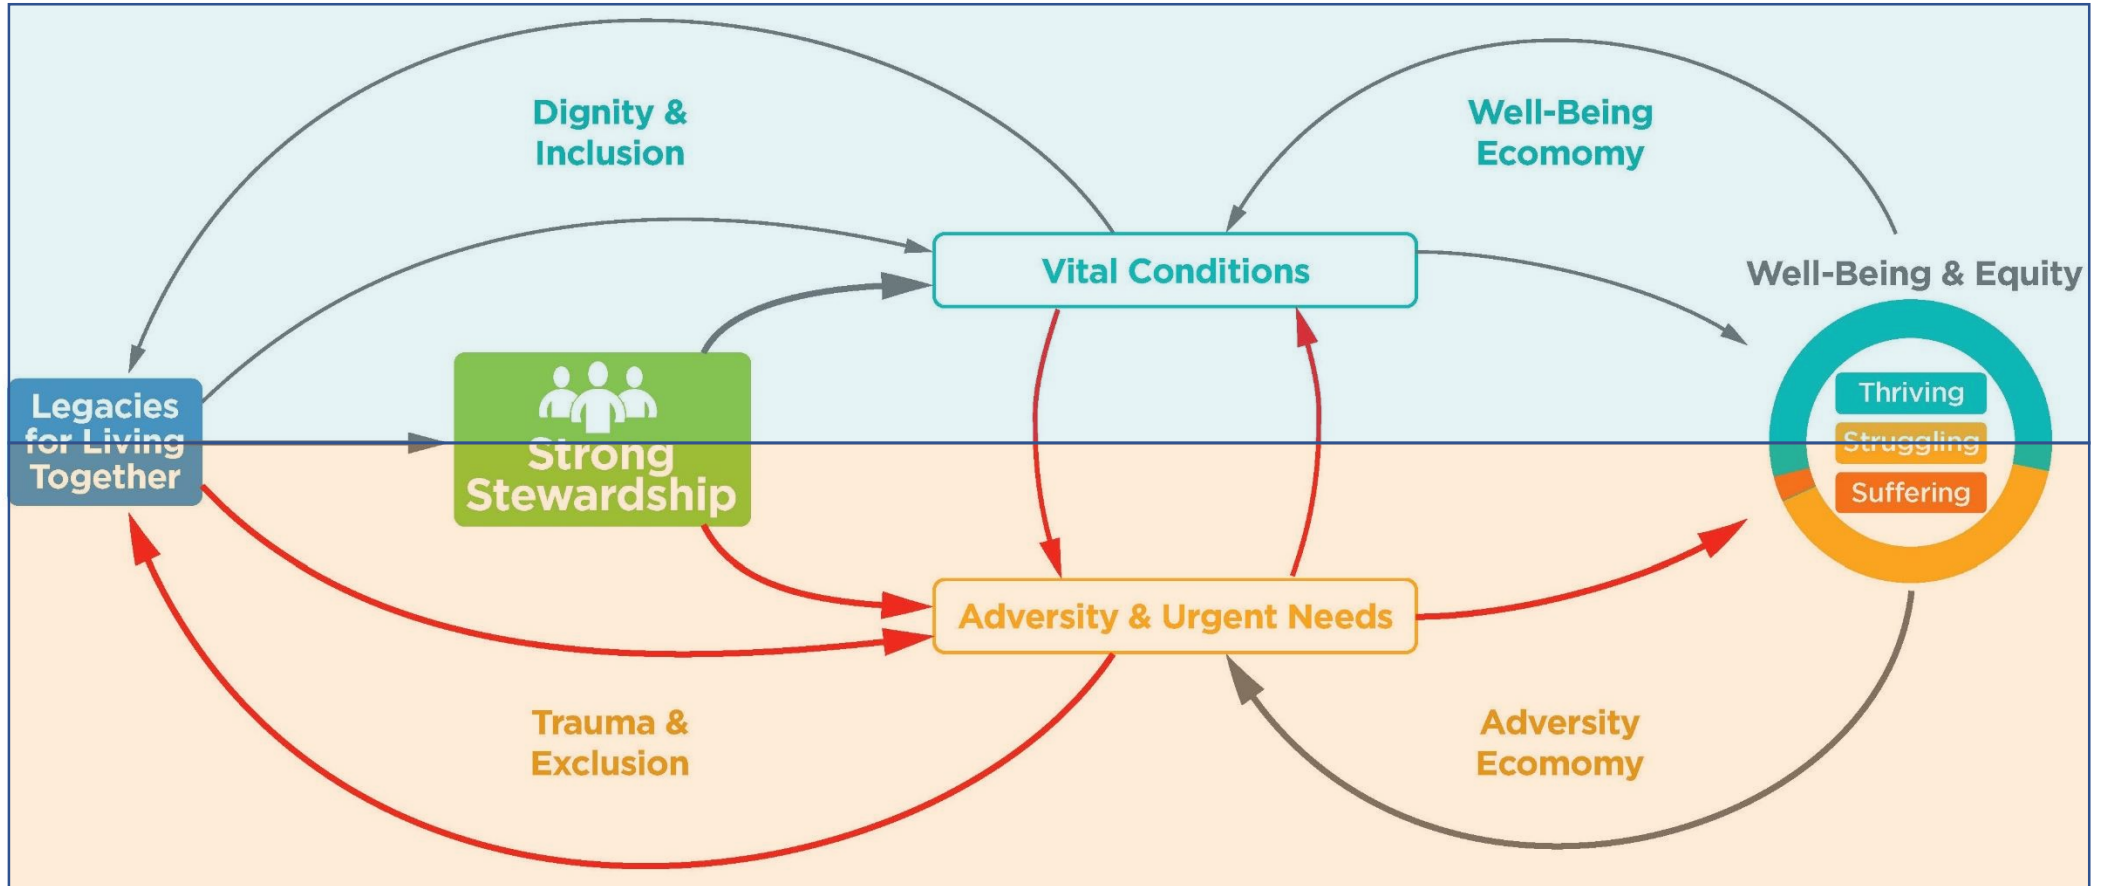 Dignity &
Inclusion
Well-Being
Ecomomy
Vital Conditions
Well-Being & Equity
Legacies
for Living
Together
Strong
Stewardship
Thriving
Struggling
Suffering
Adversity & Urgent Needs
Trauma &
Exclusion
Adversity
Ecomomy